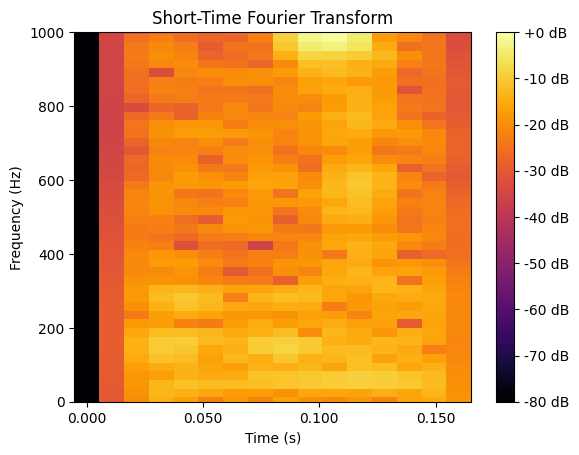 Short-Time Fourier Transform
Frequency (Hz)
1000
800
600
400
200
0
0.000
0.050
0.100
0.150
Time (s)
+0 dB
-10 dB
-20 dB
-30 dB
-40 dB
-50 dB
-60 dB
-70 dB
-80 dB